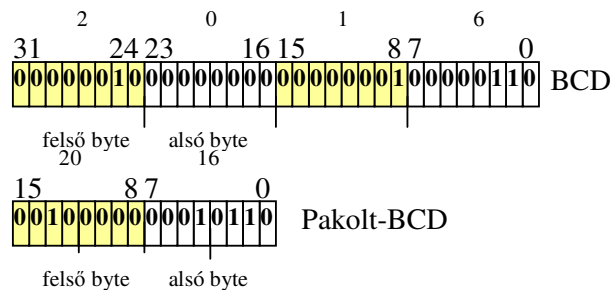 2 0 1 6
31 24 23 16 15 8 7 0
00000010000000000000000100000110 BCD
felső byte alsó byte
20 16
15 8 7 0
0010000000010110 Pakolt-BCD
felső byte alsó byte